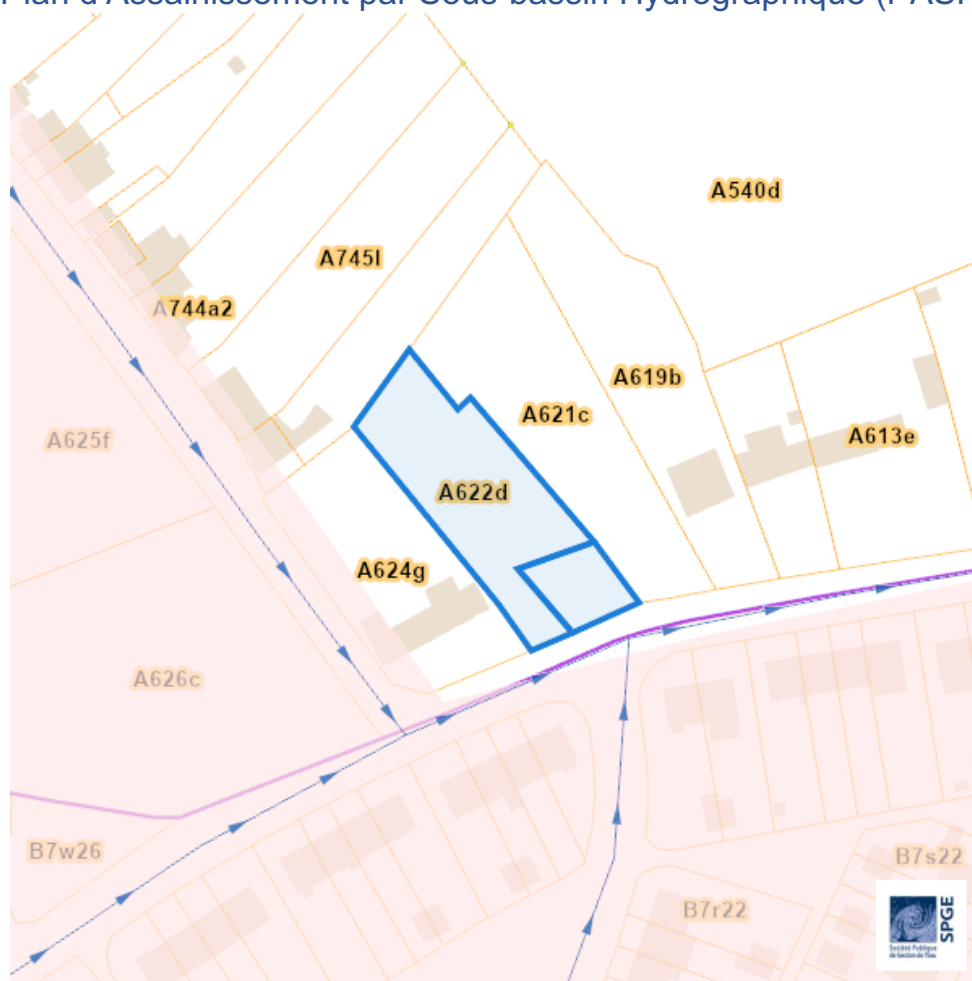 Plan d'Assainissement par Sous-bassin Hydrographique (PASH
A540d
A745l
A744a2
A619b
A621c
A625f
A613e
A622d
A624g
A626c
B7w26
B7s22
B7r22
SPGE
Société Publique
de Gestion de l'Eau